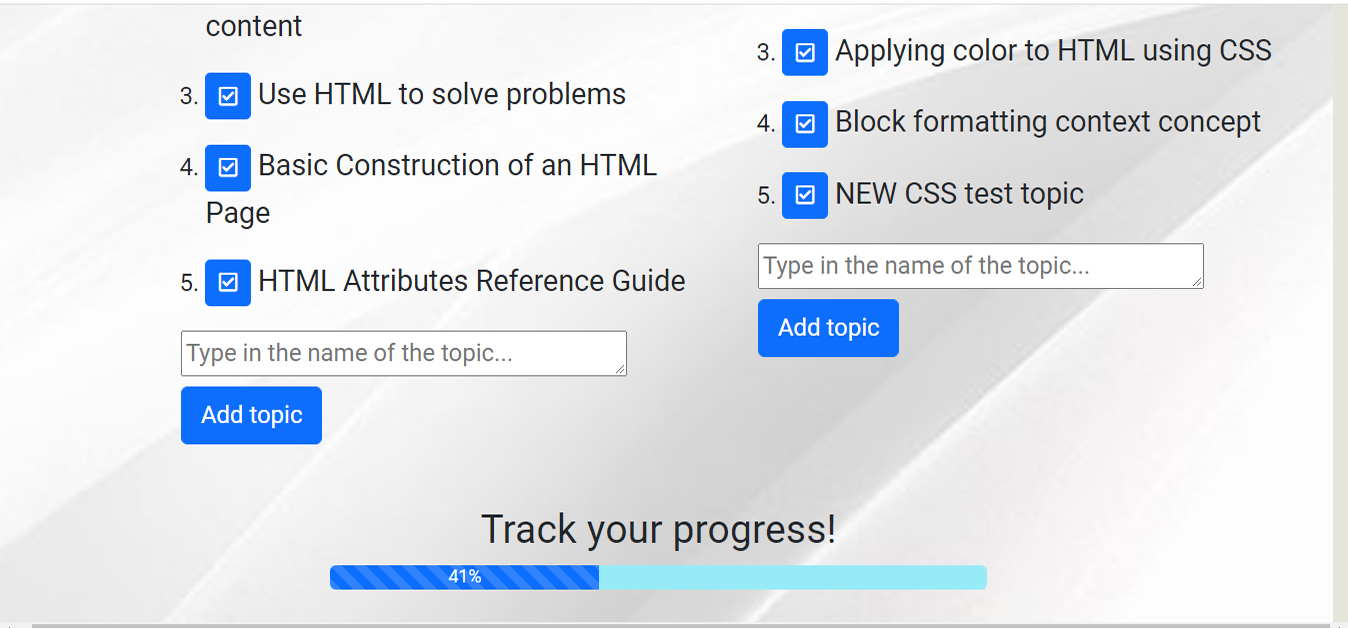 content
3. Use HTML to solve problems
4. Basic Construction of an HTML
Page
5. HTML Attributes Reference Guide
Type in the name of the topic...
Add topic
3. Applying color to HTML using CSS
4. Block formatting context concept
5. NEW CSS test topic
Type in the name of the topic...
Add topic
Track your progress!
41%